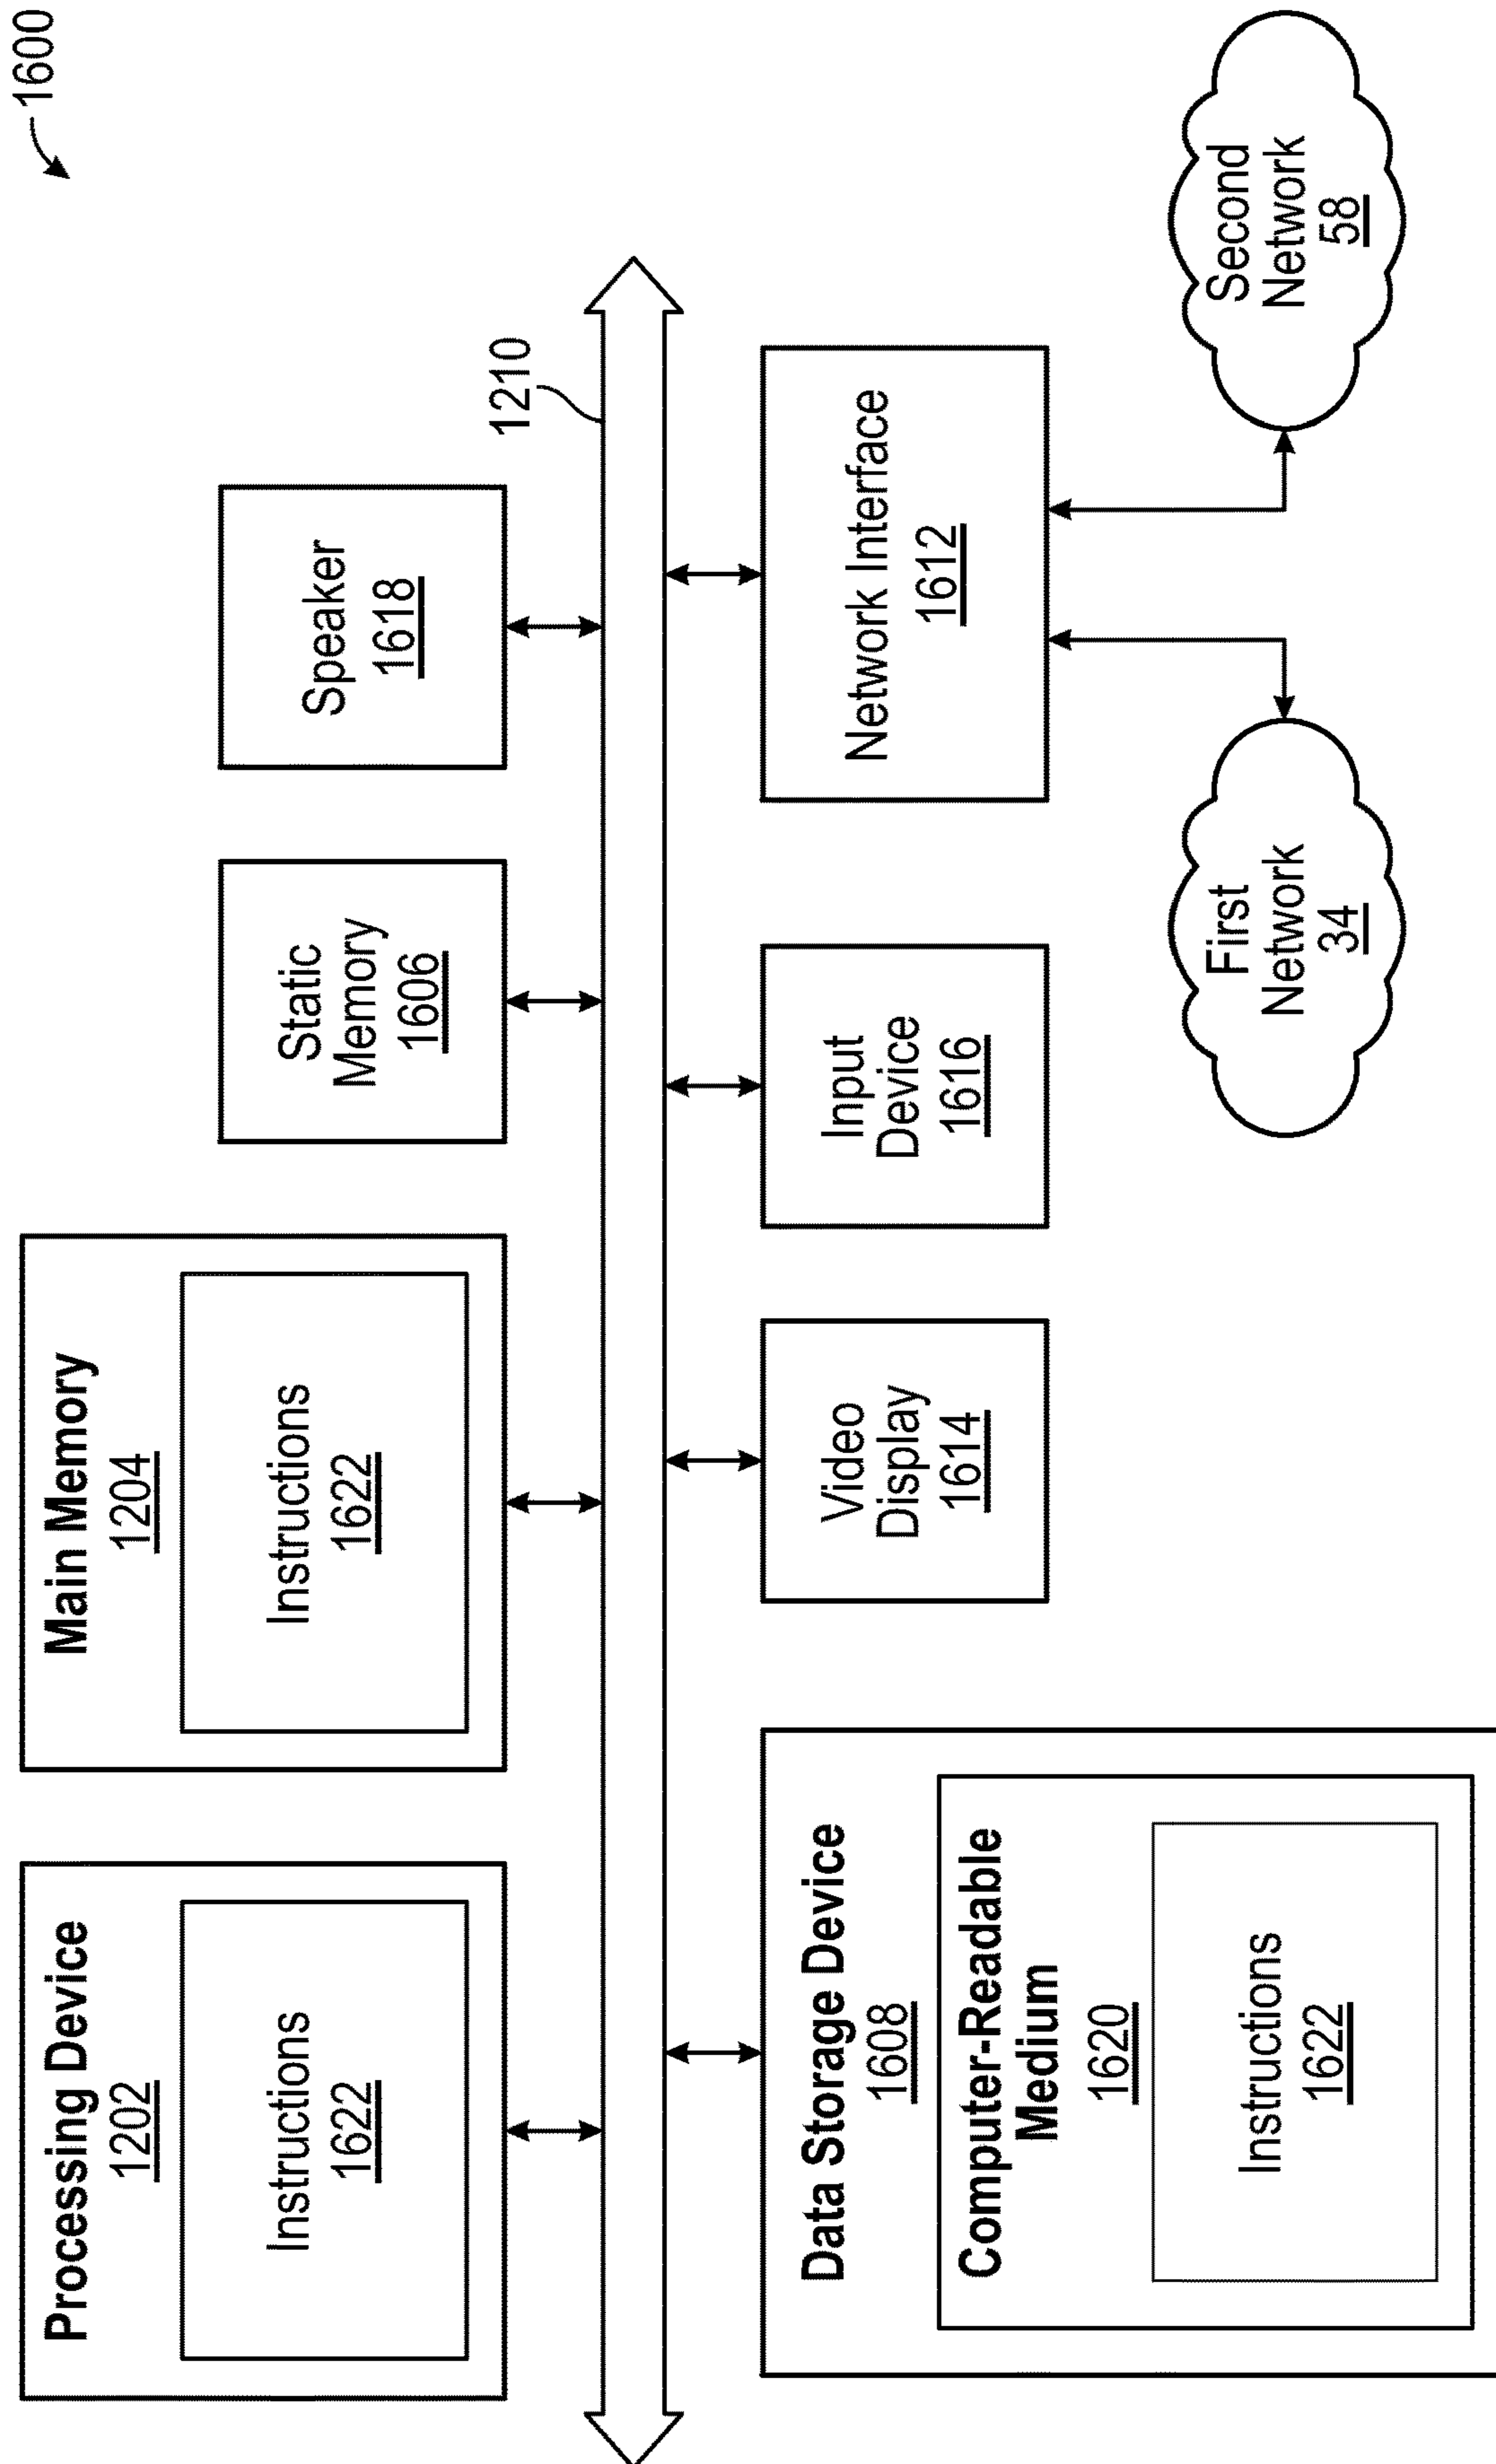 1600
Processing Device
1202
Instructions
1622
Main Memory
1204
Instructions
1622
Static
Memory
1606
Speaker
1618
1210
Data Storage Device
1608
Computer-Readable
Medium
1620
Instructions
1622
Video
Display
1614
Input
Device
1616
Network Interface
1612
First
Network
34
Second
Network
58